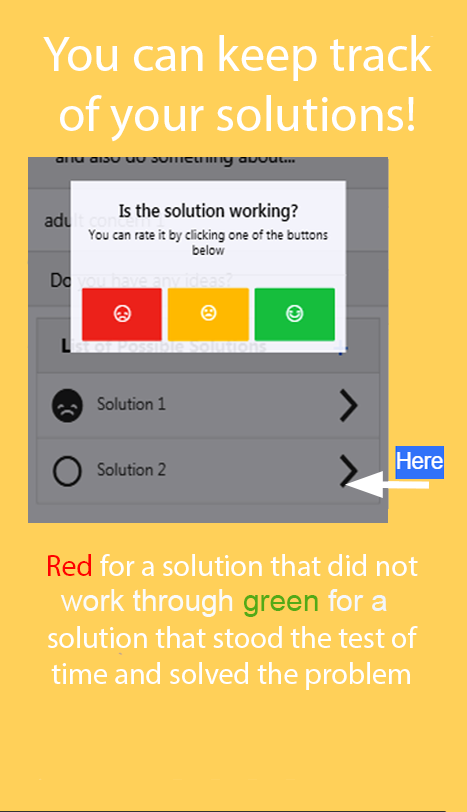 You can keep track
of your solutions!
and also do something about...
Is the solution working?
You can rate it by clicking one of the buttons
below
adult concern 1
Do you have any ideas?
List of Possible Solutions
Solution 1
Solution 2
Here
Red for a solution that did not
work through green for a
solution that stood the test of
time and solved the problem